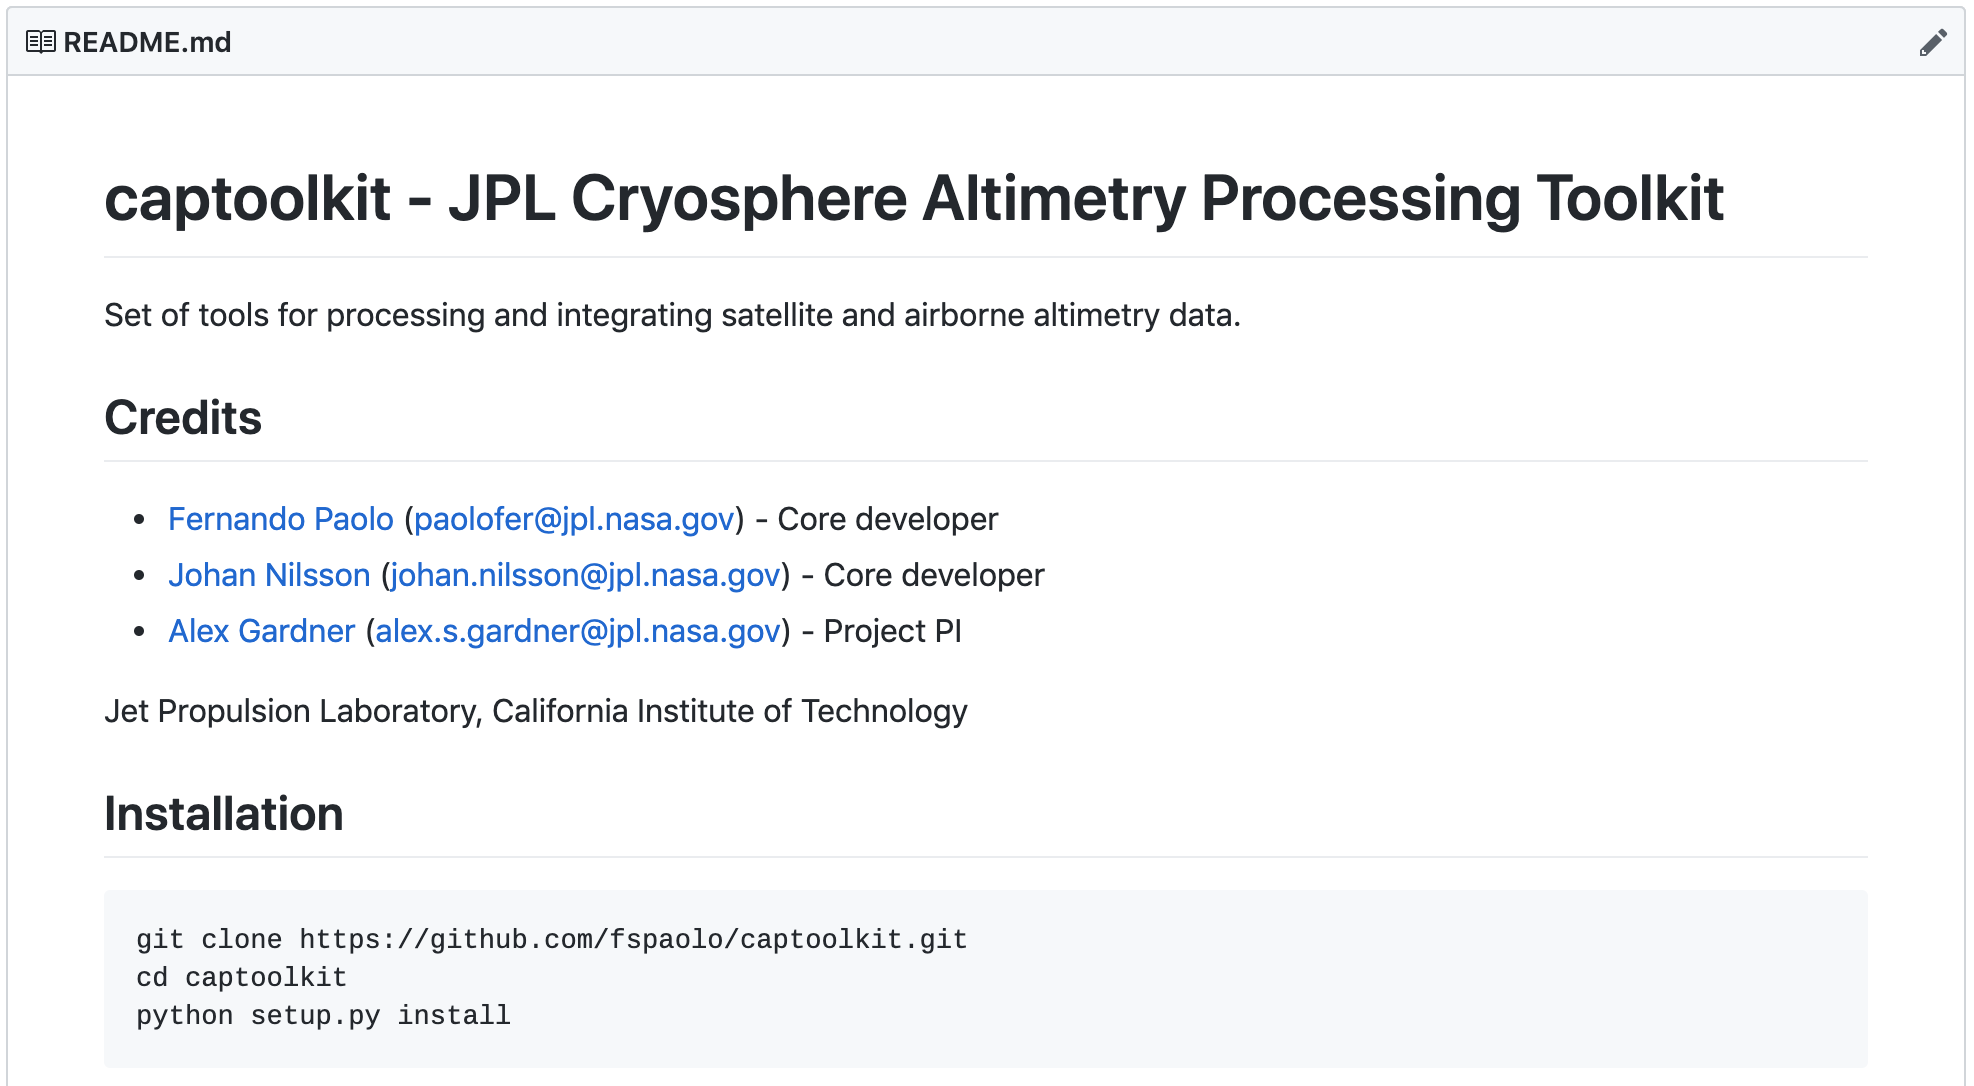 README.md
captoolkit - JPL Cryosphere Altimetry Processing Toolkit
Set of tools for processing and integrating satellite and airborne altimetry data.
Credits
• Fernando Paolo (paolofer@jpl.nasa.gov) - Core developer
• Johan Nilsson (johan.nilsson@jpl.nasa.gov) - Core developer
• Alex Gardner (alex.s.gardner@jpl.nasa.gov) - Project PI
Jet Propulsion Laboratory, California Institute of Technology
Installation
git clone https://github.com/fspaolo/captoolkit.git
cd captoolkit
python setup.py install